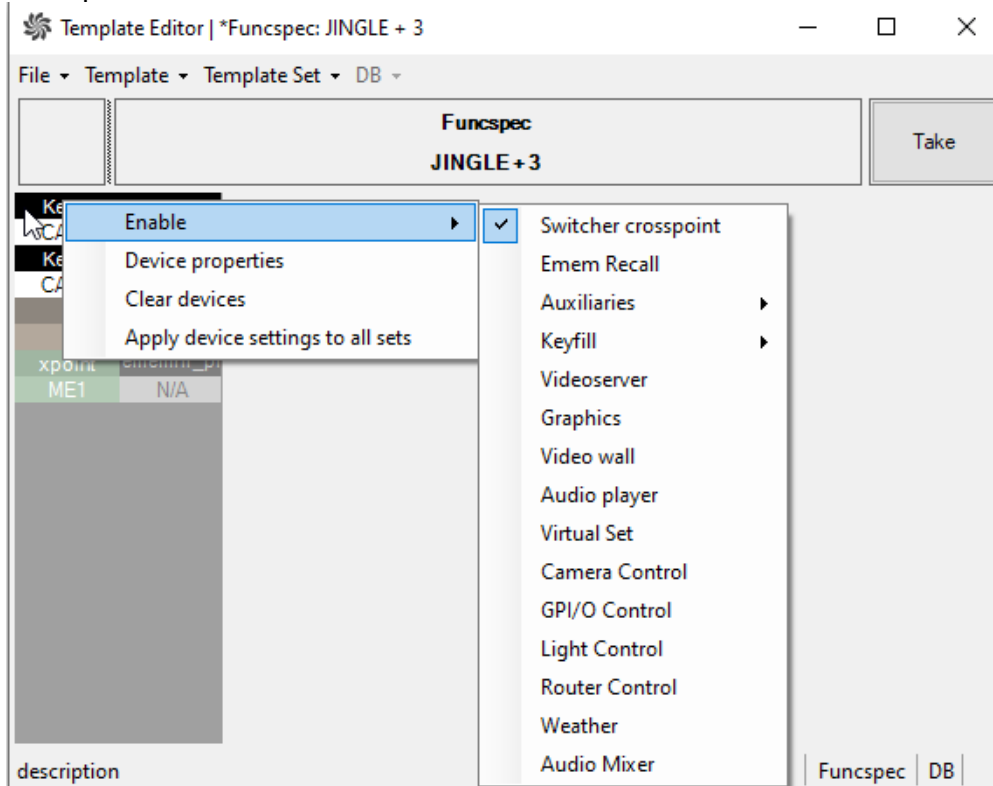 Template Editor | *Funcspec: JINGLE + 3
File Template Template Set DB
Funcspec
JINGLE + 3
Take
Enable
Device properties
Clear devices
Apply device settings to all sets
xpoint
ME1 N/A
Switcher crosspoint
Emem Recall
Auxiliaries
Keyfill
Videoserver
Graphics
Video wall
Audio player
Virtual Set
Camera Control
GPI/O Control
Light Control
Router Control
Weather
Audio Mixer
description
Funcspec DB